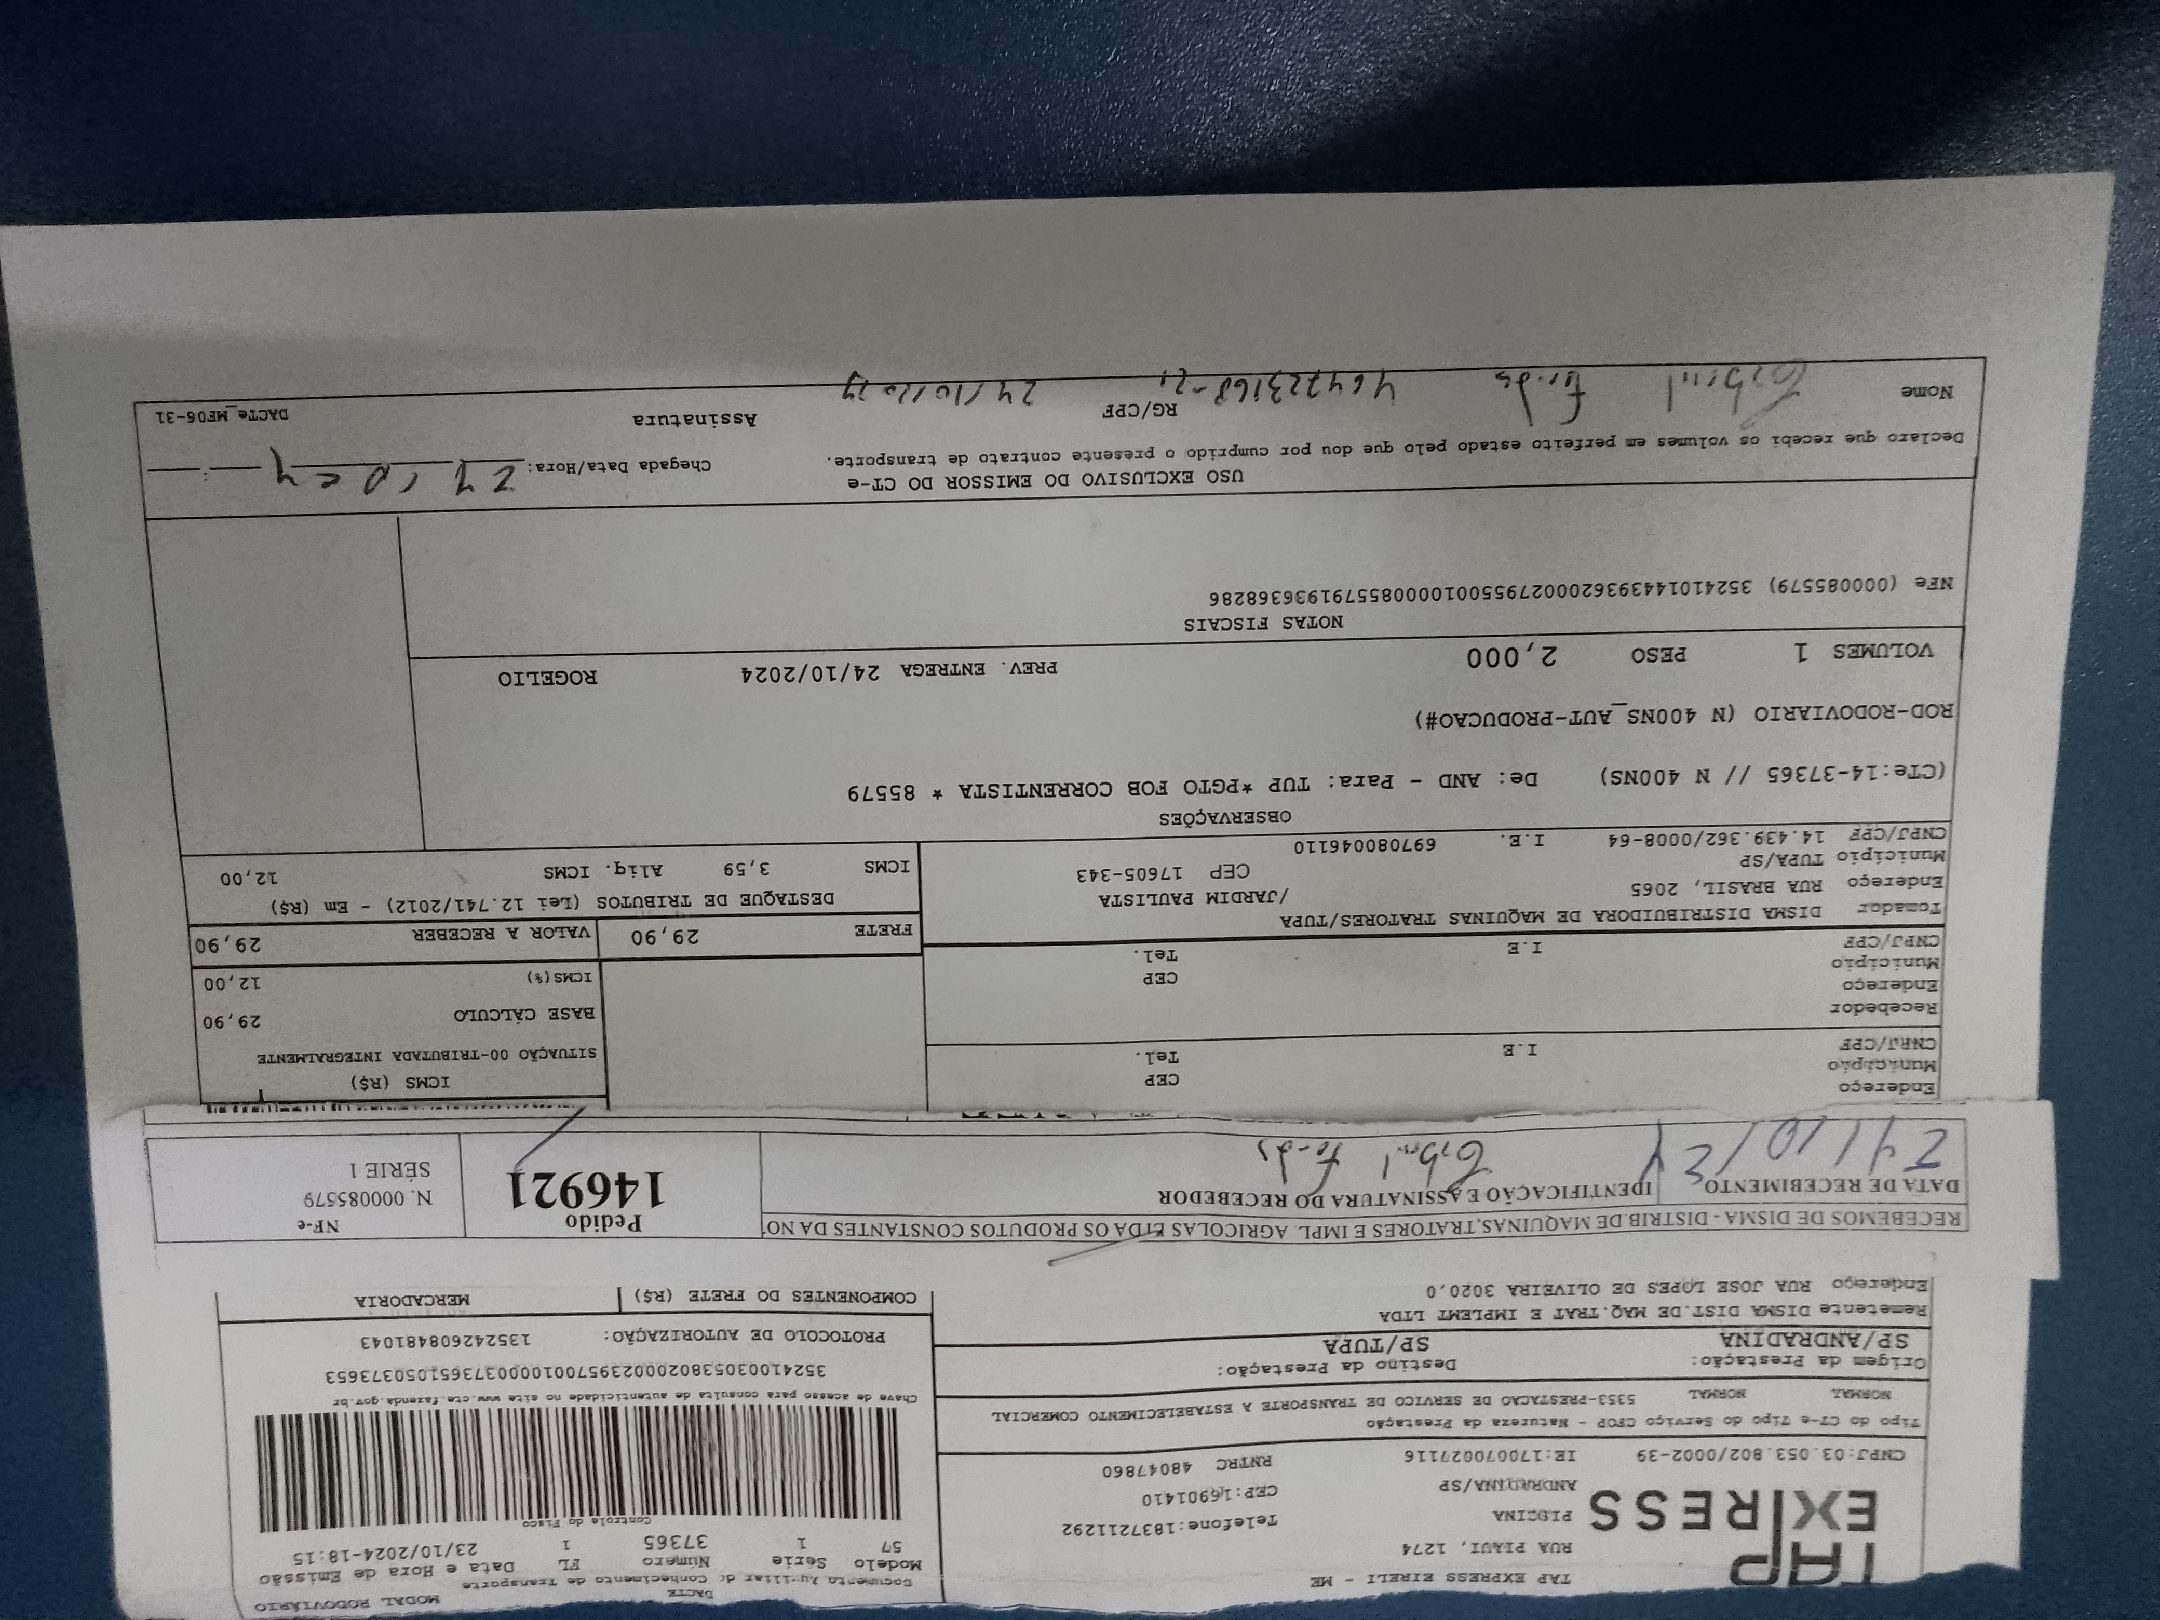 DACTE
MODAL RODOVIÁRIO
Documento Auxiliar do Conhecimento de Transporte
Modelo Serie Número FL Data e Hora de Emissão
57 1 37365 1 23/10/2024-18:15
Controle do Fisco
TAP EXPRESS
TAP EXPRESS EIRELI - ME
RUA PIAUI, 1274
PISCINA Telefone:1837211292
ANDRADINA/SP CEP:16901410
CNPJ:03.053.802/0002-39 IE:170070027116 RNTRC 48047860
Chave de acesso para consulta de autenticidade no site www.cte.fazenda.gov.br
35241003053802000239570010000373651050373653
PROTOCOLO DE AUTORIZAÇÃO: 135242608481043
Tipo do CT-e Tipo do Serviço CFOP - Natureza da Prestação
NORMAL NORMAL 5353-PRESTACAO DE SERVICO DE TRANSPORTE A ESTABELECIMENTO COMERCIAL
Origem da Prestação: Destino da Prestação:
SP/ANDRADINA SP/TUPA
Remetente DISMA DIST.DE MAQ.TRAT E IMPLEMT LTDA
Endereço RUA JOSE LOPES DE OLIVEIRA 3020,0
COMPONENTES DO FRETE (R$) MERCADORIA
RECEBEMOS DE DISMA - DISTRIB.DE MAQUINAS,TRATORES E IMPL. AGRICOLAS LTDA OS PRODUTOS CONSTANTES DA NO
DATA DE RECEBIMENTO IDENTIFICAÇÃO E ASSINATURA DO RECEBEDOR
24/10/24
Pedido
146921
NF-e
N. 000085579
SÉRIE 1
Endereço CEP
Município Tel.
CNPJ/CPF I.E
ICMS (R$)
SITUAÇÃO 00-TRIBUTADA INTEGRALMENTE
BASE CÁLCULO 29,90
ICMS(%) 12,00
Recebedor
Endereço
Município CEP
CNPJ/CPF I.E Tel.
FRETE 29,90 VALOR A RECEBER 29,90
Tomador DISMA DISTRIBUIDORA DE MAQUINAS TRATORES/TUPA
Endereço RUA BRASIL, 2065 /JARDIM PAULISTA
Município TUPA/SP CEP 17605-343
CNPJ/CPF 14.439.362/0008-64 I.E. 697080046110
DESTAQUE DE TRIBUTOS (Lei 12.741/2012) - Em (R$)
ICMS 3,59 Aliq. ICMS 12,00
OBSERVAÇÕES
(CTe:14-37365 // N 400NS) De: AND - Para: TUP *PGTO FOB CORRENTISTA * 85579
ROD-RODOVIARIO (N 400NS_AUT-PRODUCAO#)
VOLUMES 1 PESO 2,000 PREV. ENTREGA 24/10/2024 ROGELIO
NOTAS FISCAIS
NFe (000085579) 35241014439362000279550010000855791936368286
USO EXCLUSIVO DO EMISSOR DO CT-e
Declaro que recebi os volumes em perfeito estado pelo que dou por cumprido o presente contrato de transporte. Chegada Data/Hora:
Nome RG/CPF Assinatura DACTe_MF06-31
24/10/2024